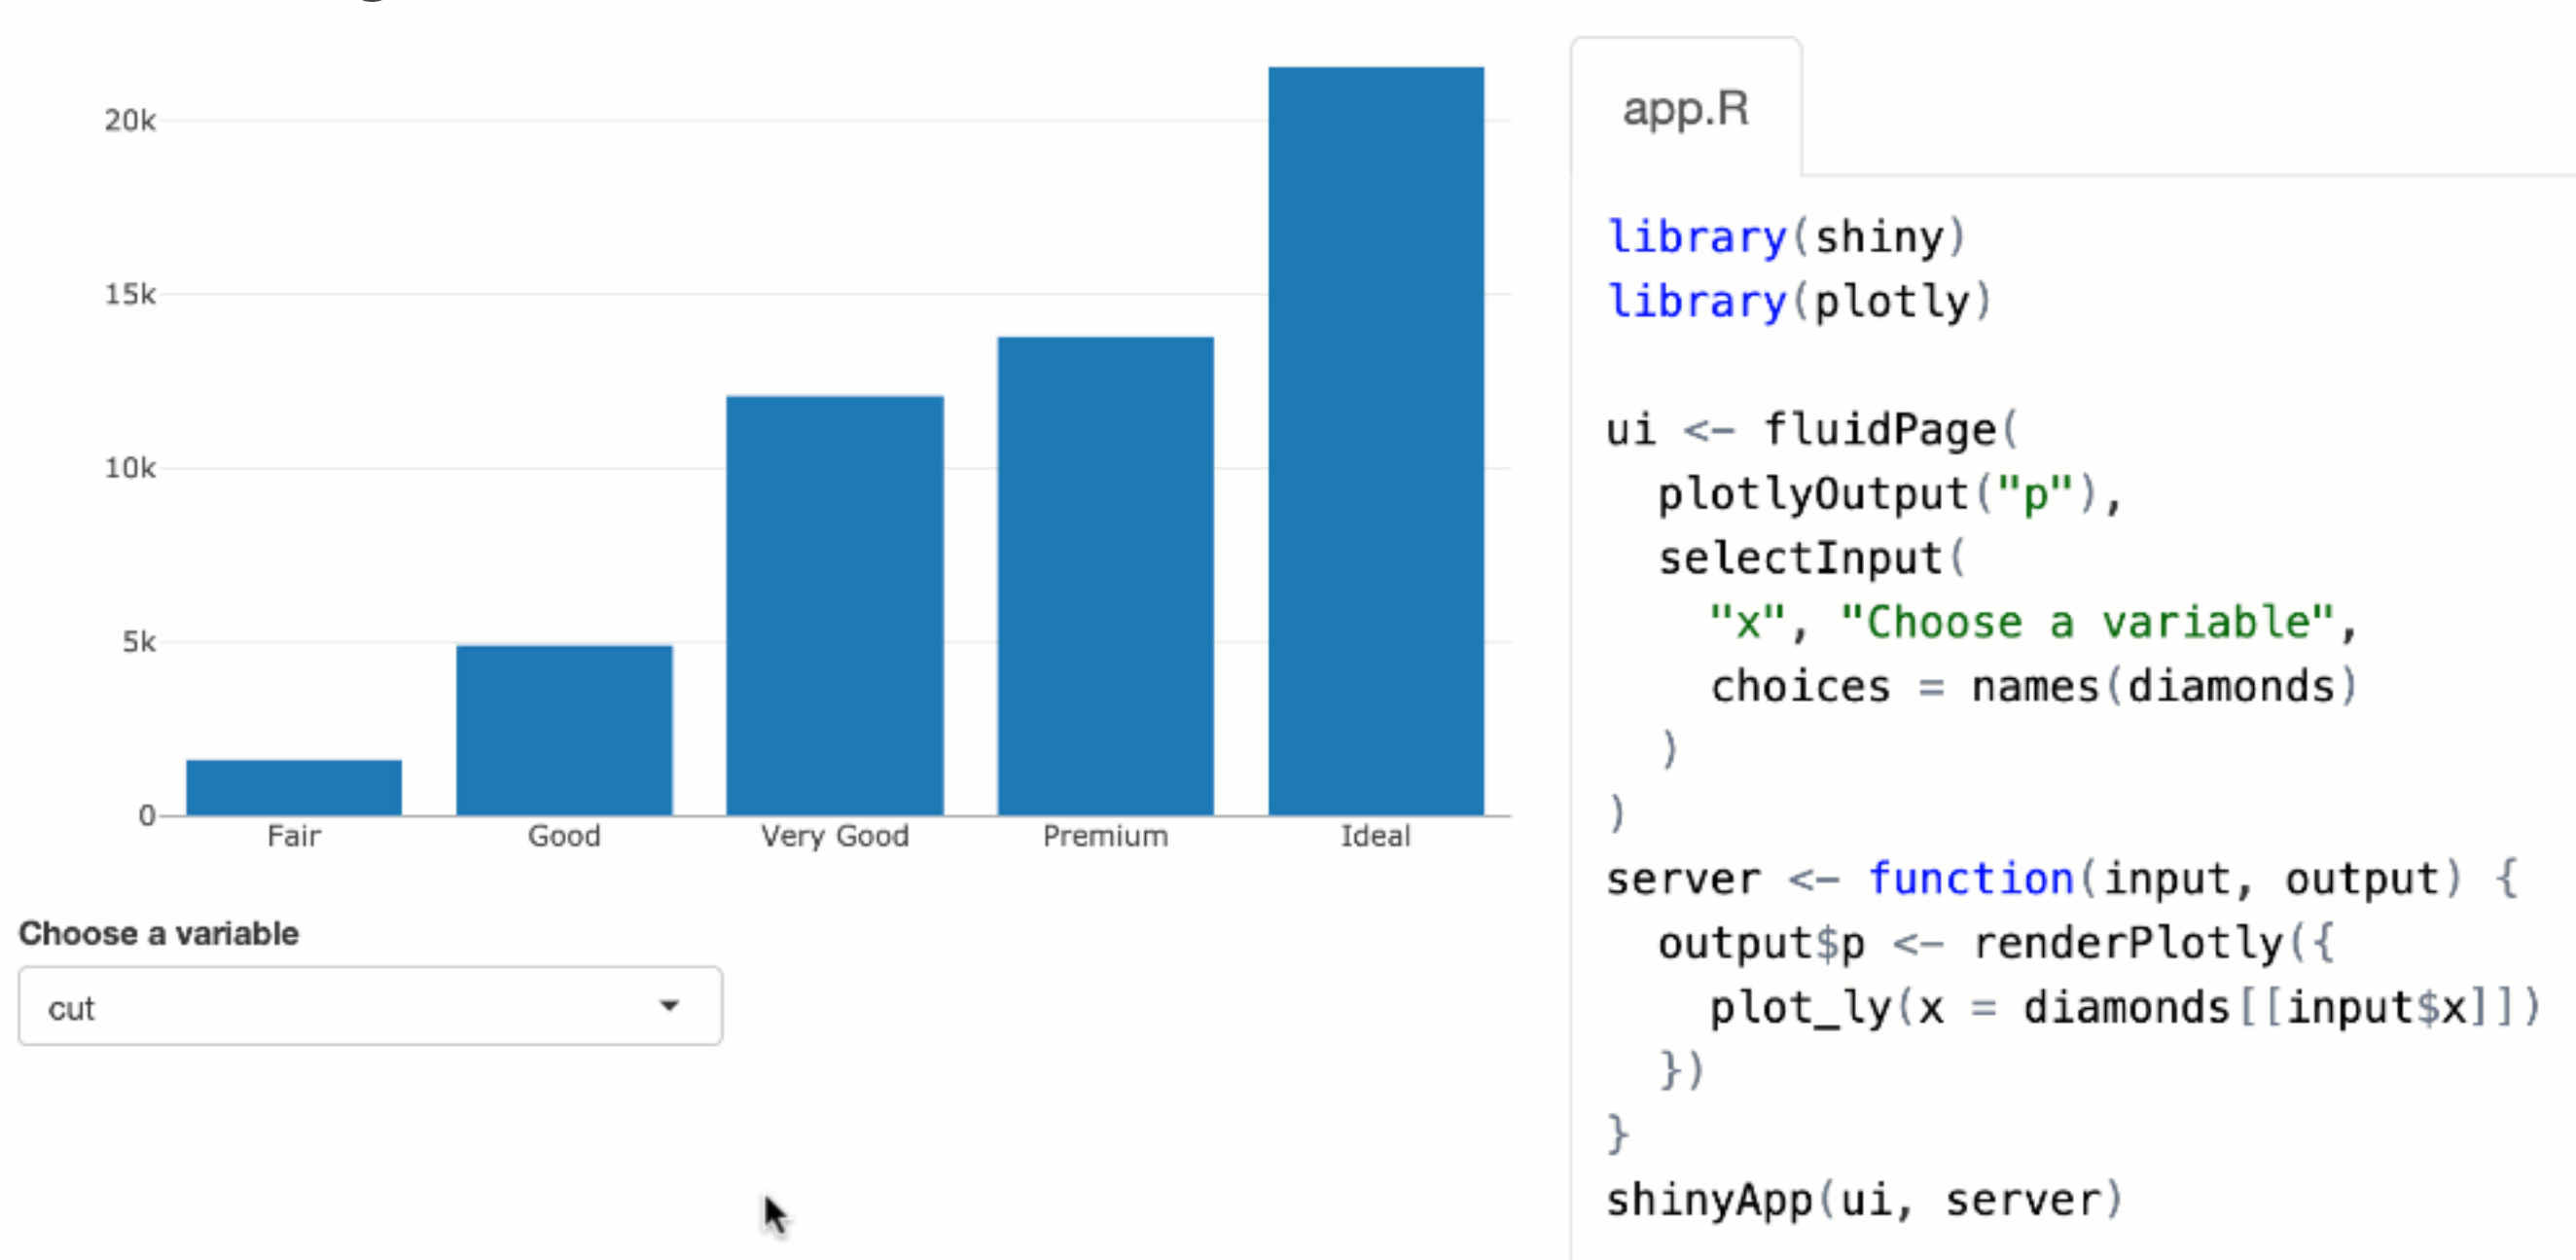 20k
15k
10k
5k
0
Fair Good Very Good Premium Ideal
Choose a variable
cut
app.R
library(shiny)
library(plotly)
ui <- fluidPage(
  plotlyOutput("p"),
  selectInput(
    "x", "Choose a variable",
    choices = names(diamonds)
  )
)
server <- function(input, output) {
  output$p <- renderPlotly({
    plot_ly(x = diamonds[[input$x]])
  })
}
shinyApp(ui, server)